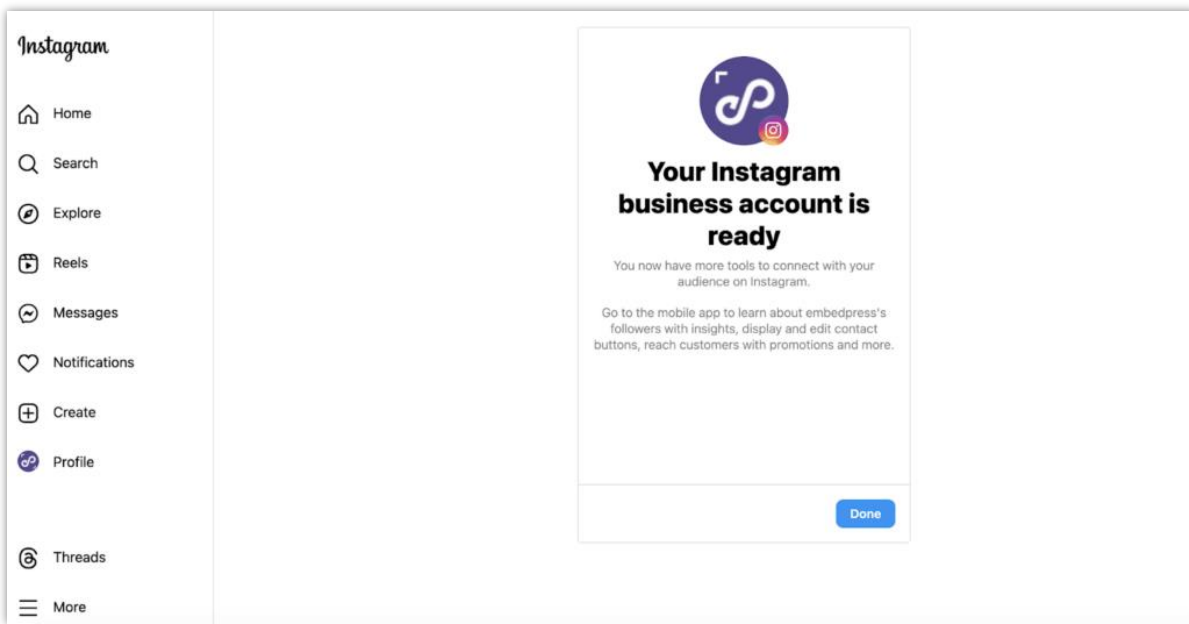 Instagram
Home
Search
Explore
Reels
Messages
Notifications
Create
Profile
Threads
More
Your Instagram
business account is
ready
You now have more tools to connect with your
audience on Instagram.
Go to the mobile app to learn about embedpress's
followers with insights, display and edit contact
buttons, reach customers with promotions and more.
Done